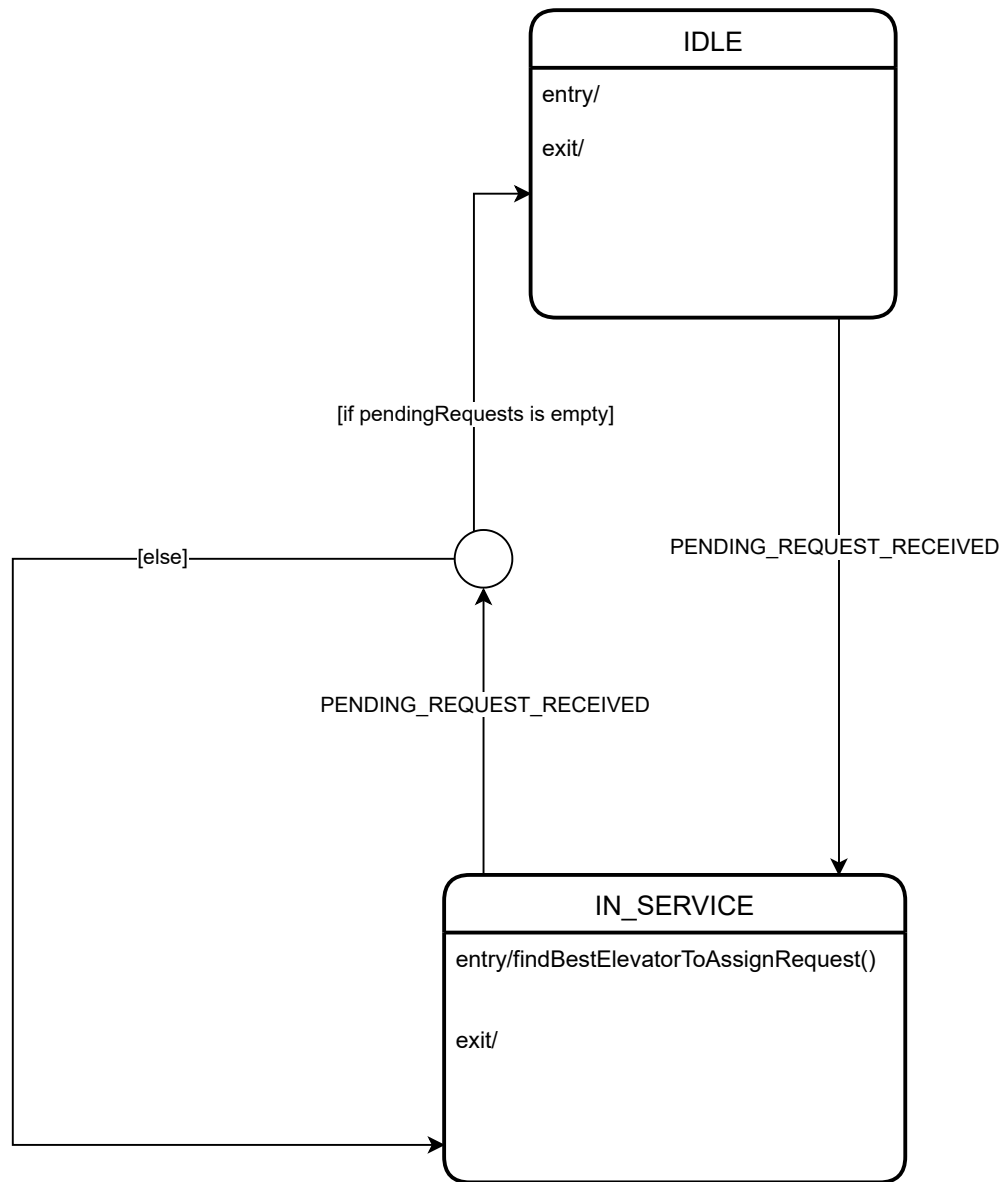 IDLE
entry/
exit/
[if pendingRequests is empty]
PENDING_REQUEST_RECEIVED
[else]
PENDING_REQUEST_RECEIVED
IN_SERVICE
entry/findBestElevatorToAssignRequest()
exit/